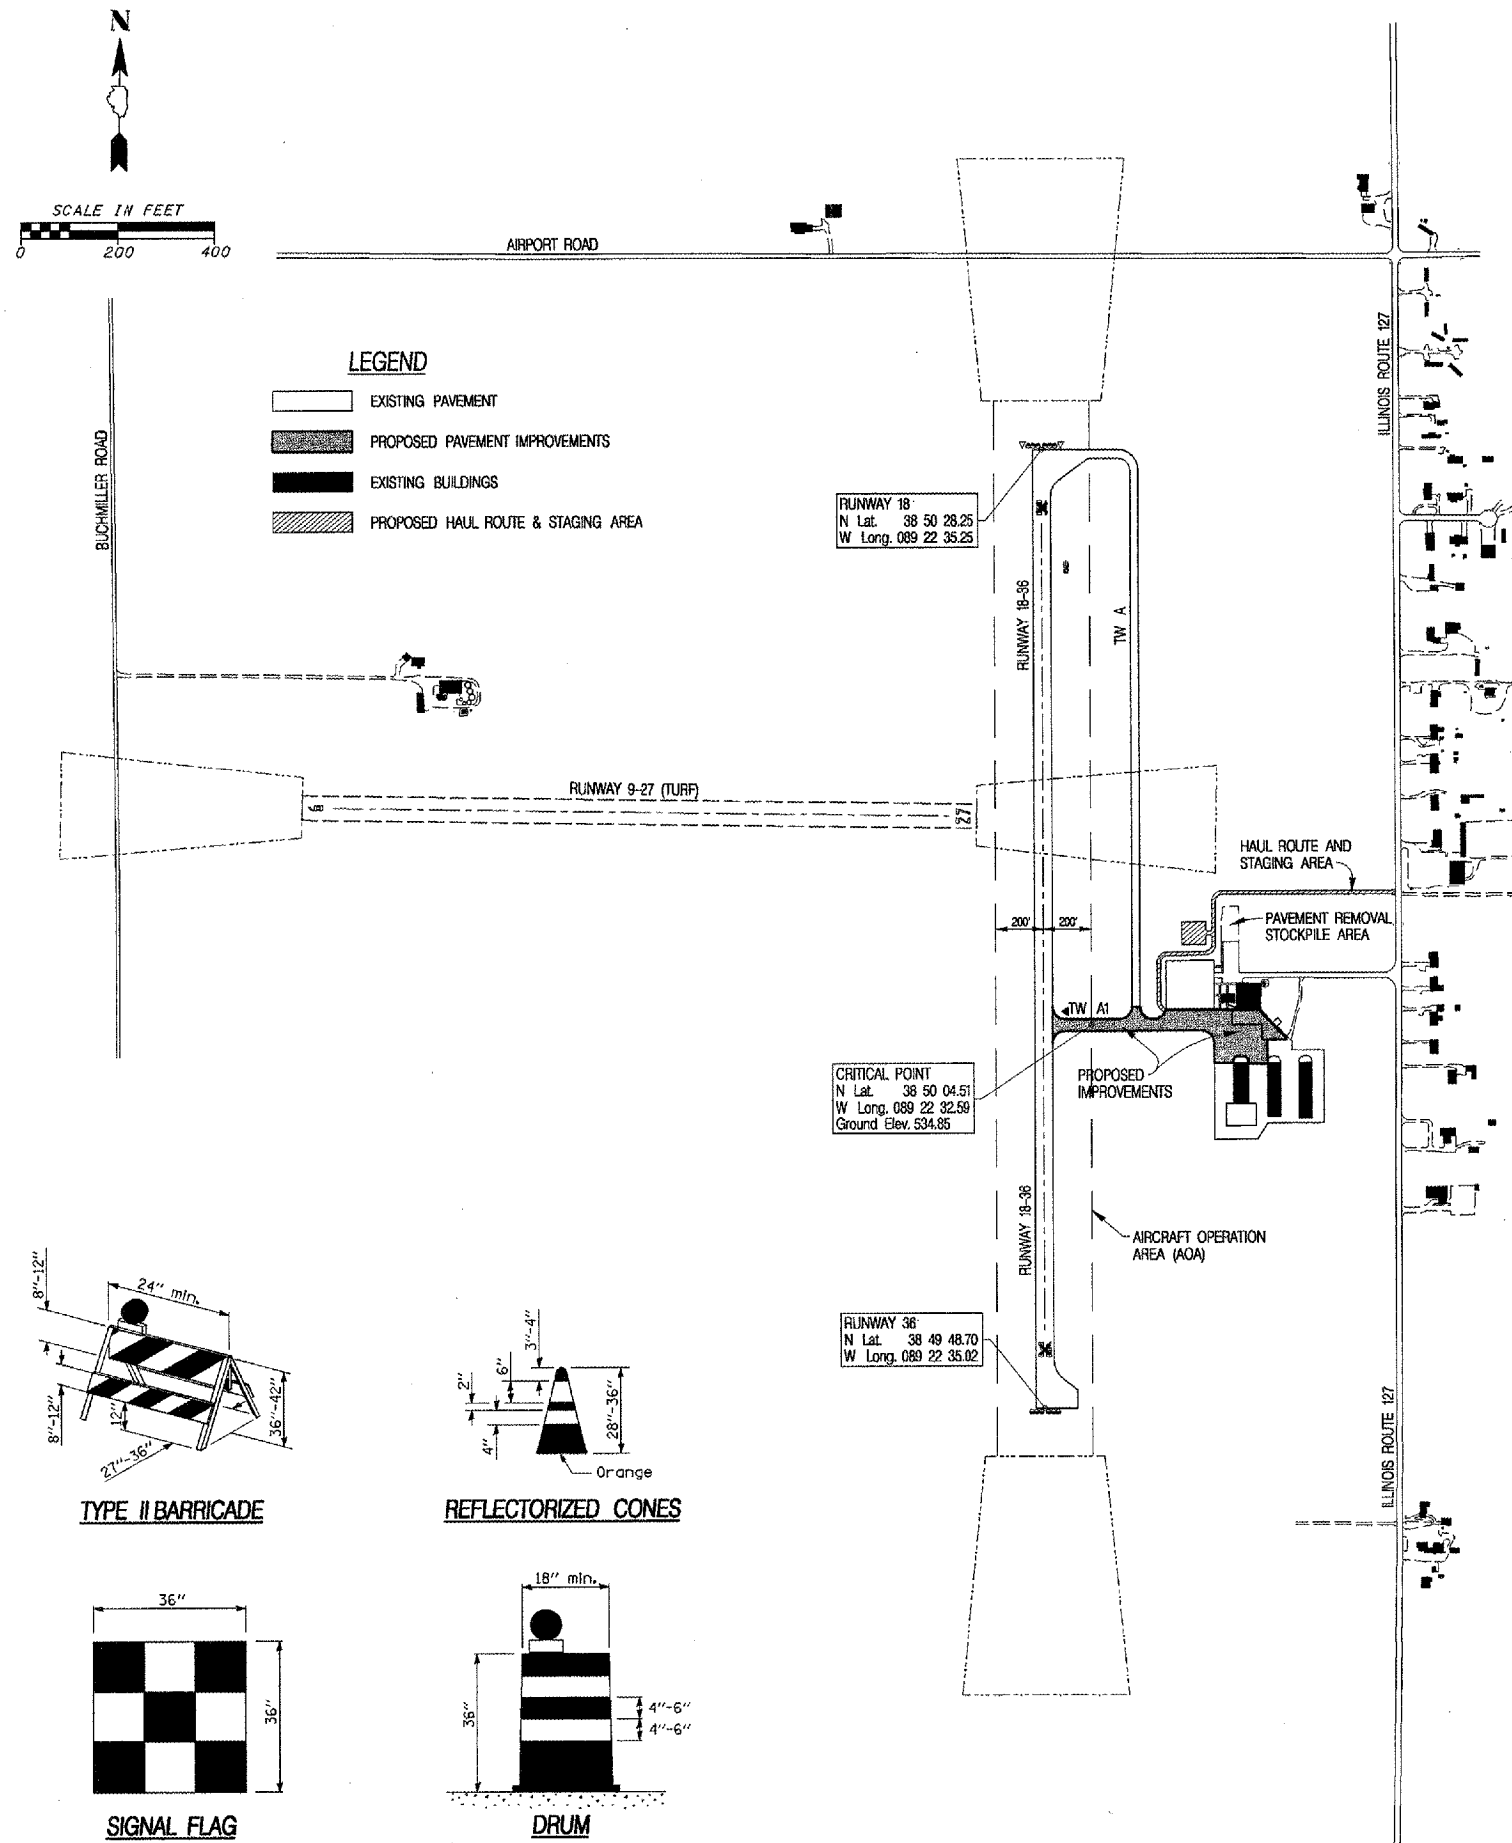 N
SCALE IN FEET
0 200 400
AIRPORT ROAD
ILLINOIS ROUTE 127
BUCHMILLER ROAD
LEGEND
EXISTING PAVEMENT
PROPOSED PAVEMENT IMPROVEMENTS
EXISTING BUILDINGS
PROPOSED HAUL ROUTE & STAGING AREA
RUNWAY 18
N Lat. 38 50 28.25
W Long. 089 22 35.25
RUNWAY 18-36
TW A
RUNWAY 9-27 (TURF)
27
HAUL ROUTE AND
STAGING AREA
200' 200'
PAVEMENT REMOVAL
STOCKPILE AREA
TW A1
CRITICAL POINT
N Lat. 38 50 04.51
W Long. 089 22 32.59
Ground Elev. 534.85
PROPOSED
IMPROVEMENTS
RUNWAY 18-36
AIRCRAFT OPERATION
AREA (AOA)
RUNWAY 36
N Lat. 38 49 48.70
W Long. 089 22 35.02
ILLINOIS ROUTE 127
8"-12"
24" min.
8"-12"
12"
27"-36"
36"-42"
TYPE II BARRICADE
3"-4"
6"
2"
4"
28"-36"
Orange
REFLECTORIZED CONES
36"
36"
SIGNAL FLAG
18" min.
36"
4"-6"
4"-6"
DRUM